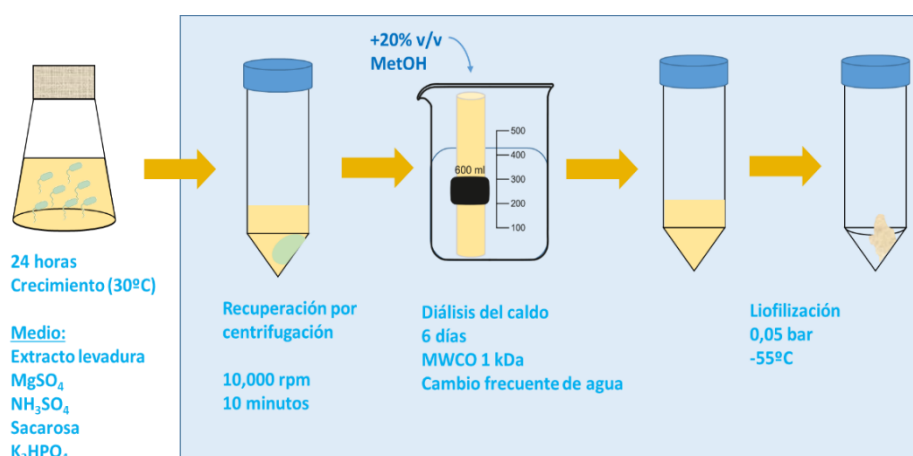 +20% v/v
MetOH
500
400
600 ml
300
200
100
24 horas
Crecimiento (30ºC)
Medio:
Extracto levadura
MgSO₄
NH₃SO₄
Sacarosa
K₂HPO₄
Recuperación por
centrifugación
10,000 rpm
10 minutos
Diálisis del caldo
6 días
MWCO 1 kDa
Cambio frecuente de agua
Liofilización
0,05 bar
-55ºC